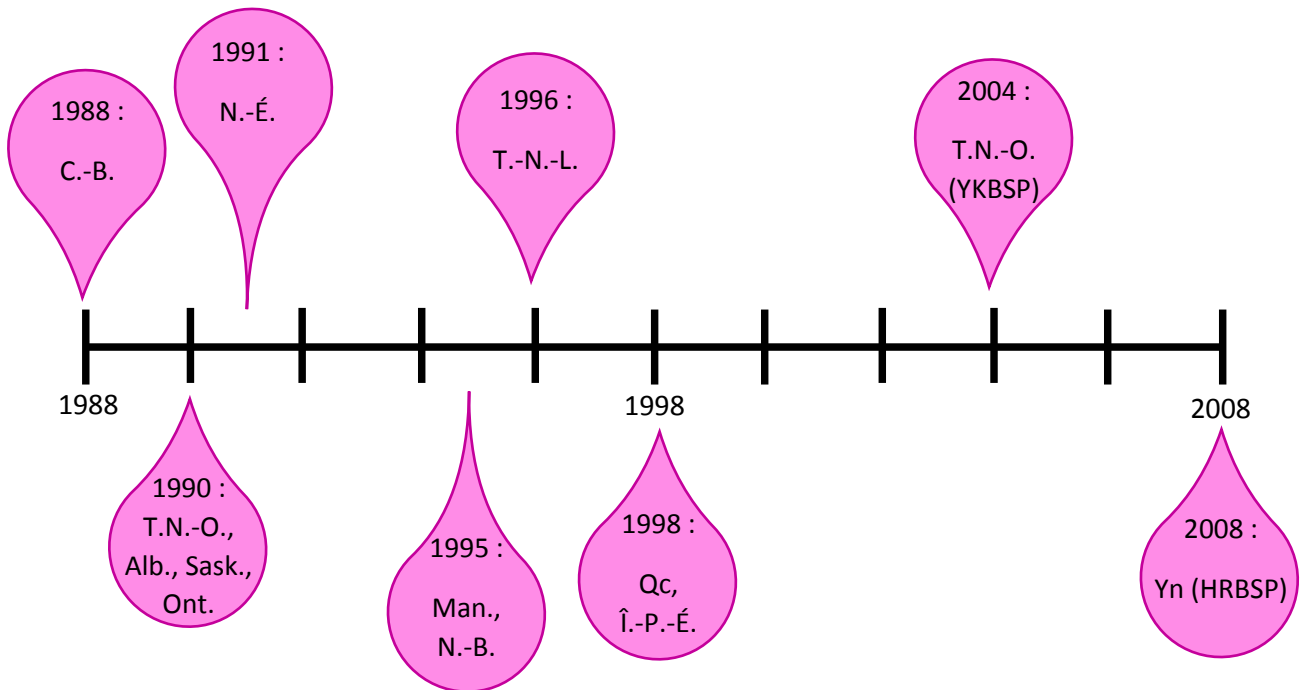 1988 :
C.-B.
1991 :
N.-É.
1996 :
T.-N.-L.
2004 :
T.N.-O.
(YKBSP)
1988
1998
2008
1990 :
T.N.-O.,
Alb., Sask.,
Ont.
1995 :
Man.,
N.-B.
1998 :
Qc,
Î.-P.-É.
2008 :
Yn (HRBSP)